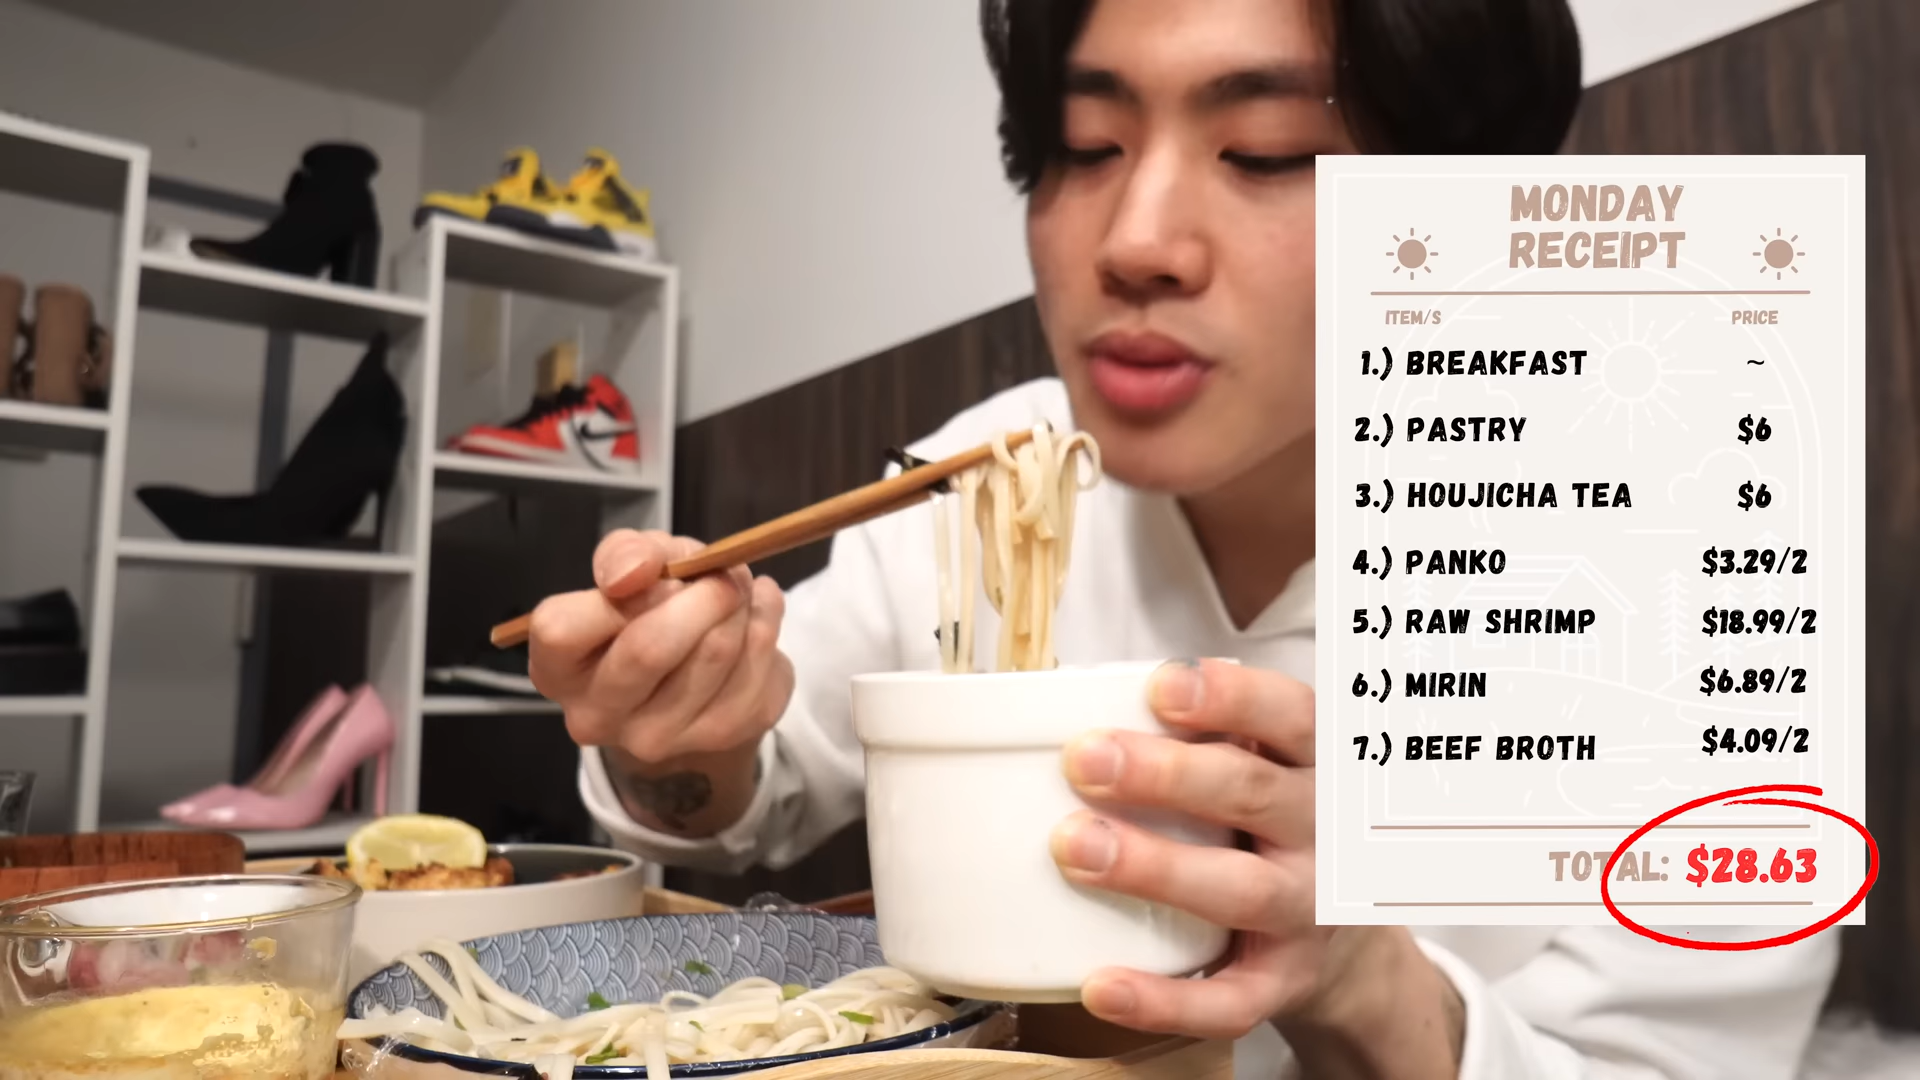 MONDAY
RECEIPT
ITEM/S PRICE
1.) BREAKFAST ~
2.) PASTRY $6
3.) HOUJICHA TEA $6
4.) PANKO $3.29/2
5.) RAW SHRIMP $18.99/2
6.) MIRIN $6.89/2
7.) BEEF BROTH $4.09/2
TOTAL: $28.63